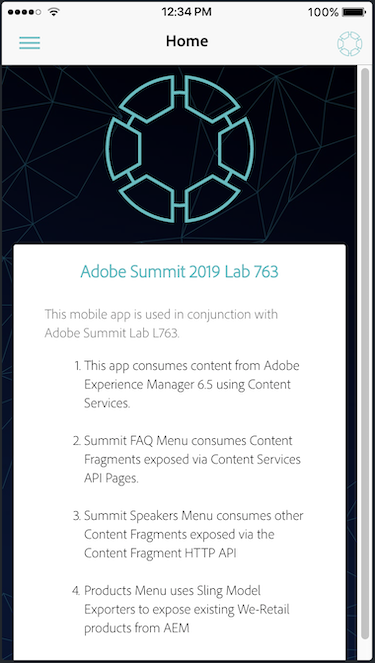 12:34 PM 100%
Home
Adobe Summit 2019 Lab 763
This mobile app is used in conjunction with
Adobe Summit Lab L763.
1. This app consumes content from Adobe
Experience Manager 6.5 using Content
Services.
2. Summit FAQ Menu consumes Content
Fragments exposed via Content Services
API Pages.
3. Summit Speakers Menu consumes other
Content Fragments exposed via the
Content Fragment HTTP API
4. Products Menu uses Sling Model
Exporters to expose existing We-Retail
products from AEM